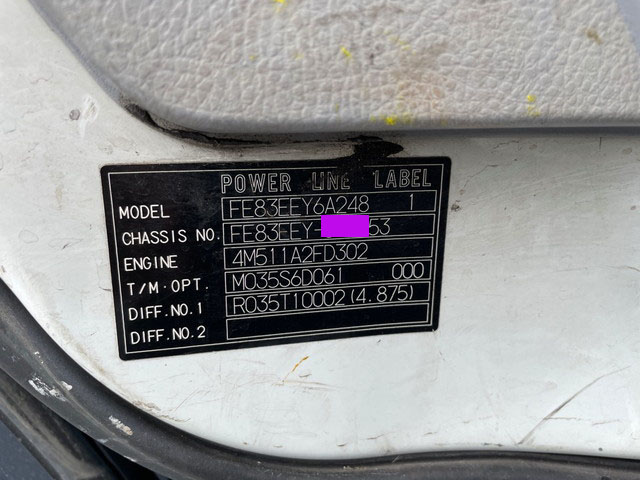 POWER LINE LABEL
MODEL FE83EEY6A248 1
CHASSIS NO. FE83EEY- 53
ENGINE 4M511A2FD302
T/M·OPT. M035S6D061 000
DIFF.NO.1 R035T10002(4.875)
DIFF.NO.2